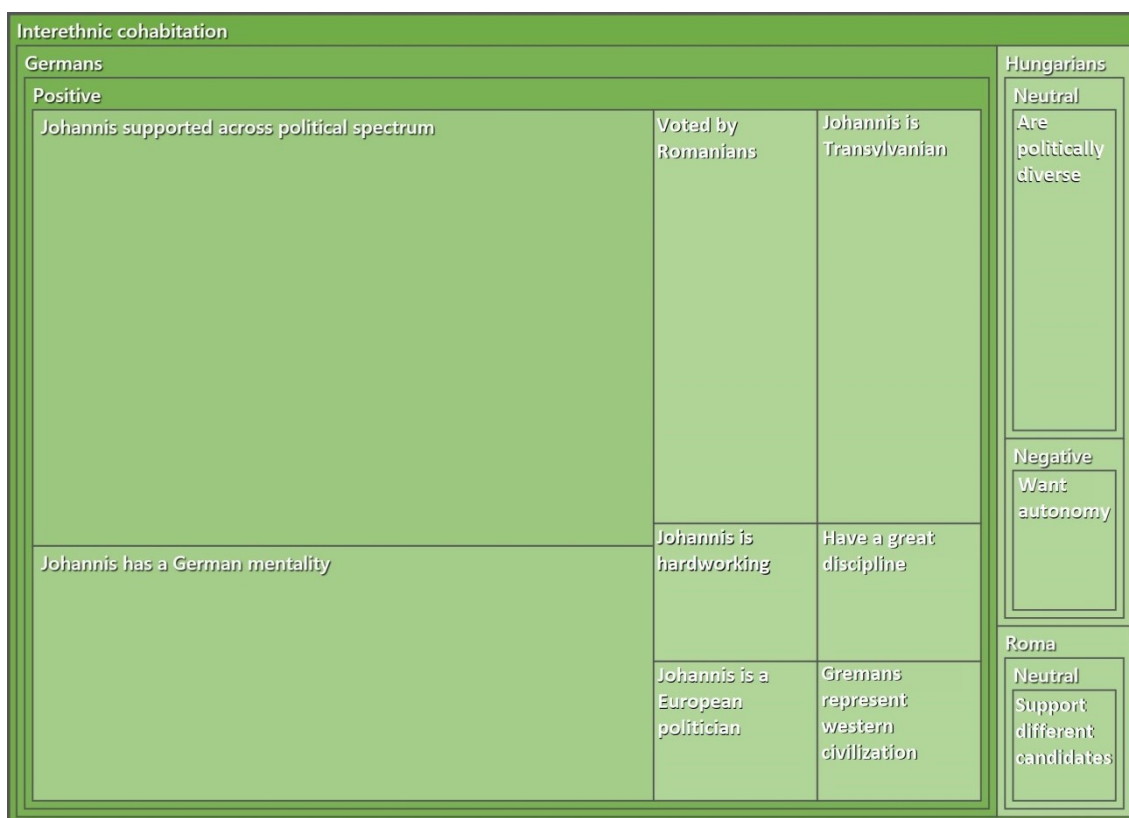 Interethnic cohabitation
Germans
Positive
Johannis supported across political spectrum
Johannis has a German mentality
Voted by
Romanians
Johannis is
Transylvanian
Johannis is
hardworking
Have a great
discipline
Johannis is a
European
politician
Gremans
represent
western
civilization
Hungarians
Neutral
Are
politically
diverse
Negative
Want
autonomy
Roma
Neutral
Support
different
candidates